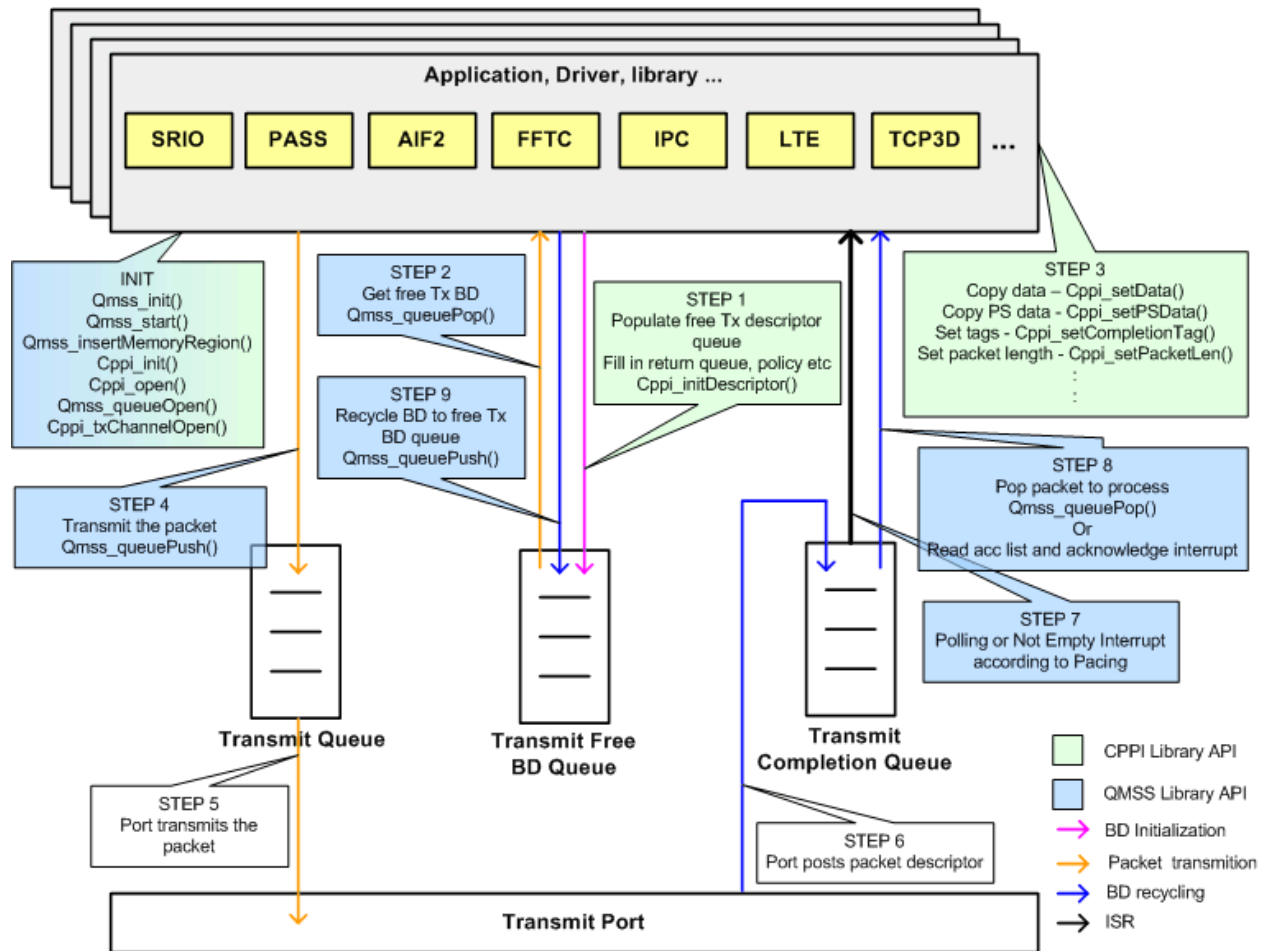 Application, Driver, library ...
SRIO
PASS
AIF2
FFTC
IPC
LTE
TCP3D
...
INIT
Qmss_init()
Qmss_start()
Qmss_insertMemoryRegion()
Cppi_init()
Cppi_open()
Qmss_queueOpen()
Cppi_txChannelOpen()
STEP 2
Get free Tx BD
Qmss_queuePop()
STEP 1
Populate free Tx descriptor
queue
Fill in return queue, policy etc
Cppi_initDescriptor()
STEP 3
Copy data – Cppi_setData()
Copy PS data - Cppi_setPSData()
Set tags - Cppi_setCompletionTag()
Set packet length - Cppi_setPacketLen()
:
:
STEP 9
Recycle BD to free Tx
BD queue
Qmss_queuePush()
STEP 4
Transmit the packet
Qmss_queuePush()
STEP 8
Pop packet to process
Qmss_queuePop()
Or
Read acc list and acknowledge interrupt
STEP 7
Polling or Not Empty Interrupt
according to Pacing
Transmit Queue
Transmit Free
BD Queue
Transmit
Completion Queue
STEP 5
Port transmits the
packet
STEP 6
Port posts packet descriptor
CPPI Library API
QMSS Library API
BD Initialization
Packet transmition
BD recycling
ISR
Transmit Port